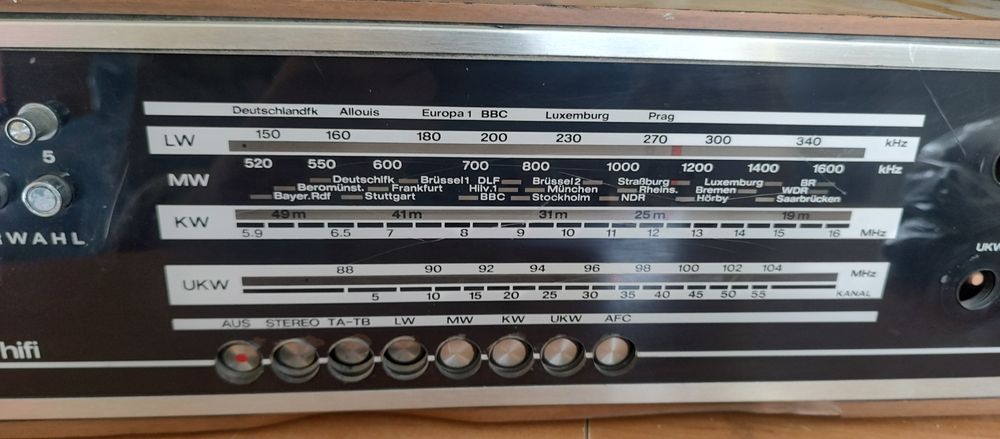 Deutschlandfk Allouis Europa 1 BBC Luxemburg Prag
LW 150 160 180 200 230 270 300 340 kHz
520 550 600 700 800 1000 1200 1400 1600 kHz
MW
Deutschlfk Brüssel 1 DLF Brüssel 2 Straßburg Luxemburg BR
Beromünst. Frankfurt Hilv. 1 München Rheins. Bremen WDR
Bayer. Rdf Stuttgart BBC Stockholm NDR Hörby Saarbrücken
49m 41m 31m 25m 19m
KW
5.9 6.5 7 8 9 10 11 12 13 14 15 16 MHz
88 90 92 94 96 98 100 102 104 MHz
UKW
5 10 15 20 25 30 35 40 45 50 55 KANAL
AUS STEREO TA-TB LW MW KW UKW AFC
5
RWAHL
hifi
UKW